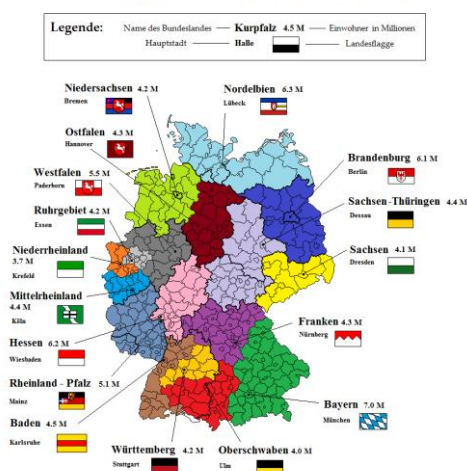 Legende: Name des Bundeslandes Kurpfalz 4.5 M Einwohner in Millionen
Hauptstadt Halle Landesflagge
Niedersachsen 4.2 M
Bremen
Nordelbien 6.3 M
Lübeck
Ostfalen 4.3 M
Hannover
Brandenburg 6.1 M
Berlin
Westfalen 5.5 M
Paderborn
Sachsen-Thüringen 4.4 M
Dessau
Ruhrgebiet 4.2 M
Essen
Sachsen 4.1 M
Dresden
Niederrheinland
3.7 M
Krefeld
Mittelrheinland
4.4 M
Köln
Franken 4.3 M
Nürnberg
Hessen 6.2 M
Wiesbaden
Rheinland - Pfalz 5.1 M
Mainz
Bayern 7.0 M
München
Baden 4.5 M
Karlsruhe
Württemberg 4.2 M
Stuttgart
Oberschwaben 4.0 M
Ulm